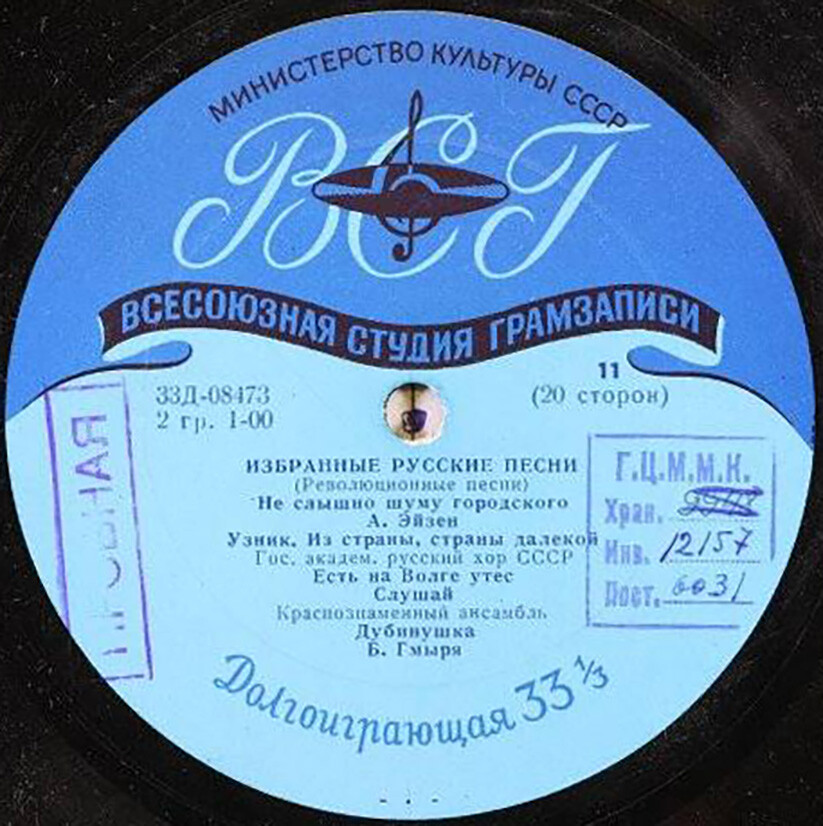 МИНИСТЕРСТВО КУЛЬТУРЫ СССР
ВСГ
ВСЕСОЮЗНАЯ СТУДИЯ ГРАМЗАПИСИ
33Д-08473
2 гр. 1-00
11
(20 сторон)
ИЗБРАННЫЕ РУССКИЕ ПЕСНИ
(Революционные песни)
Не слышно шуму городского
А. Эйзен
Узник. Из страны, страны далекой
Гос. академ. русский хор СССР
Есть на Волге утес
Слушай
Краснознаменный ансамбль
Дубинушка
Б. Гмыря
Долгоиграющая 33 1/3
Г.Ц.М.М.К.
Хран.
Инв. 12157
Пост. 6031
ПРОБНАЯ